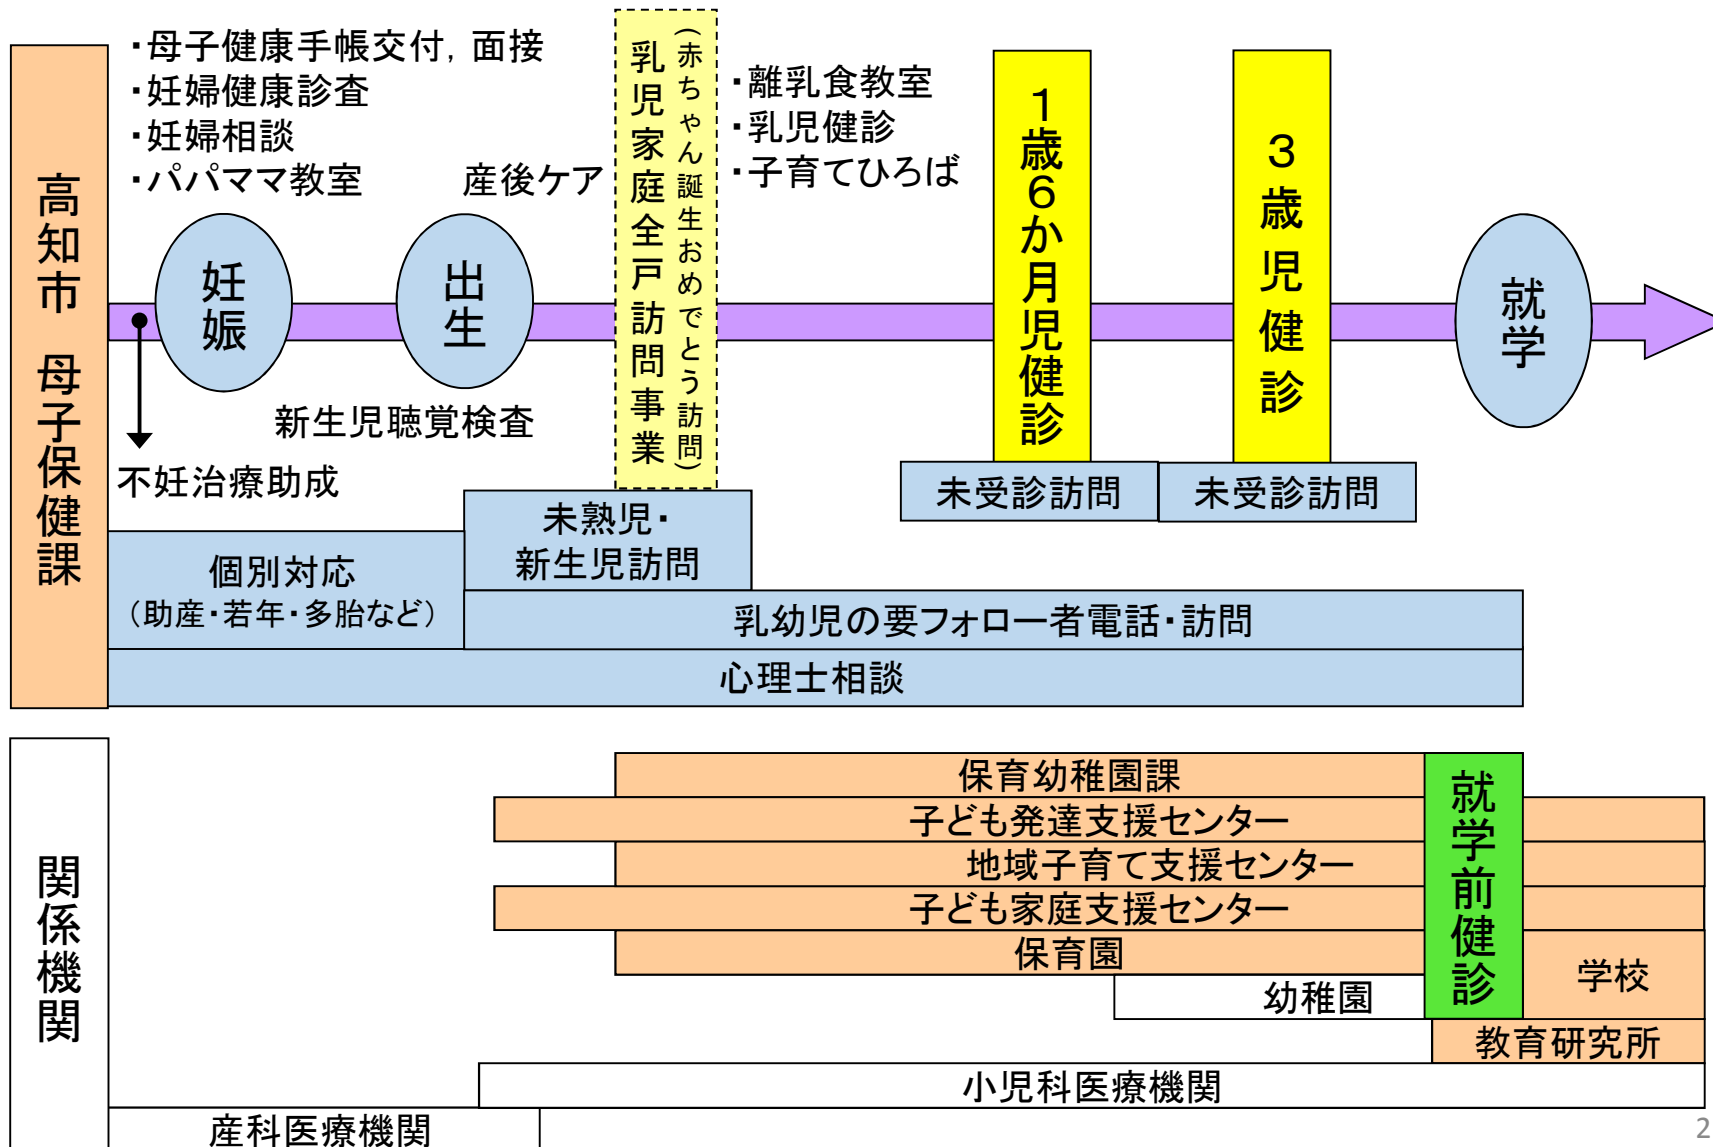 高知市 母子保健課
・母子健康手帳交付, 面接
・妊婦健康診査
・妊婦相談
・パパママ教室
産後ケア
乳児家庭全戸訪問事業
(赤ちゃん誕生おめでとう訪問)
・離乳食教室
・乳児健診
・子育てひろば
1歳6か月児健診
3歳児健診
妊娠
出生
就学
新生児聴覚検査
不妊治療助成
未受診訪問
未受診訪問
未熟児・
新生児訪問
個別対応
（助産・若年・多胎など）
乳幼児の要フォロー者電話・訪問
心理士相談
関係機関
保育幼稚園課
子ども発達支援センター
地域子育て支援センター
子ども家庭支援センター
保育園
幼稚園
就学前健診
学校
教育研究所
小児科医療機関
産科医療機関
2